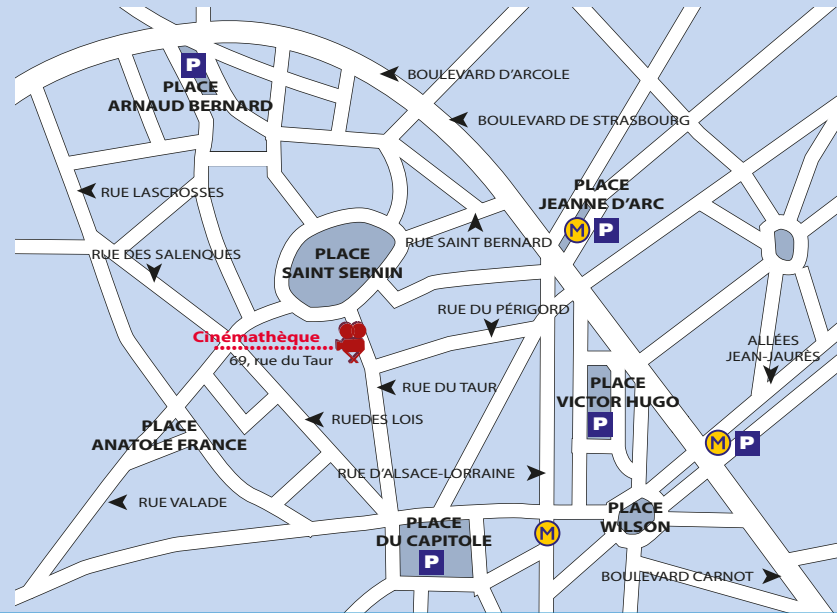 P
PLACE
ARNAUD BERNARD
BOULEVARD D'ARCOLE
BOULEVARD DE STRASBOURG
RUE LASCROSSES
PLACE
JEANNE D'ARC
M P
RUE SAINT BERNARD
RUE DES SALENQUES
PLACE
SAINT SERNIN
RUE DU PÉRIGORD
Cinémathèque
69, rue du Taur
ALLÉES
JEAN-JAURÈS
RUE DU TAUR
PLACE
VICTOR HUGO
P
RUEDES LOIS
PLACE
ANATOLE FRANCE
M P
RUE D'ALSACE-LORRAINE
RUE VALADE
PLACE
WILSON
PLACE
DU CAPITOLE
M
P
BOULEVARD CARNOT